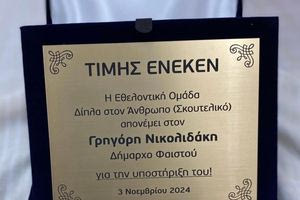 ΤΙΜΗΣ ΕΝΕΚΕΝ
Η Εθελοντική Ομάδα
Δίπλα στον Άνθρωπο (Σκουτελικό)
απονέμει στον
Γρηγόρη Νικολιδάκη
Δήμαρχο Φαιστού
για την υποστήριξη του!
3 Νοεμβρίου 2024